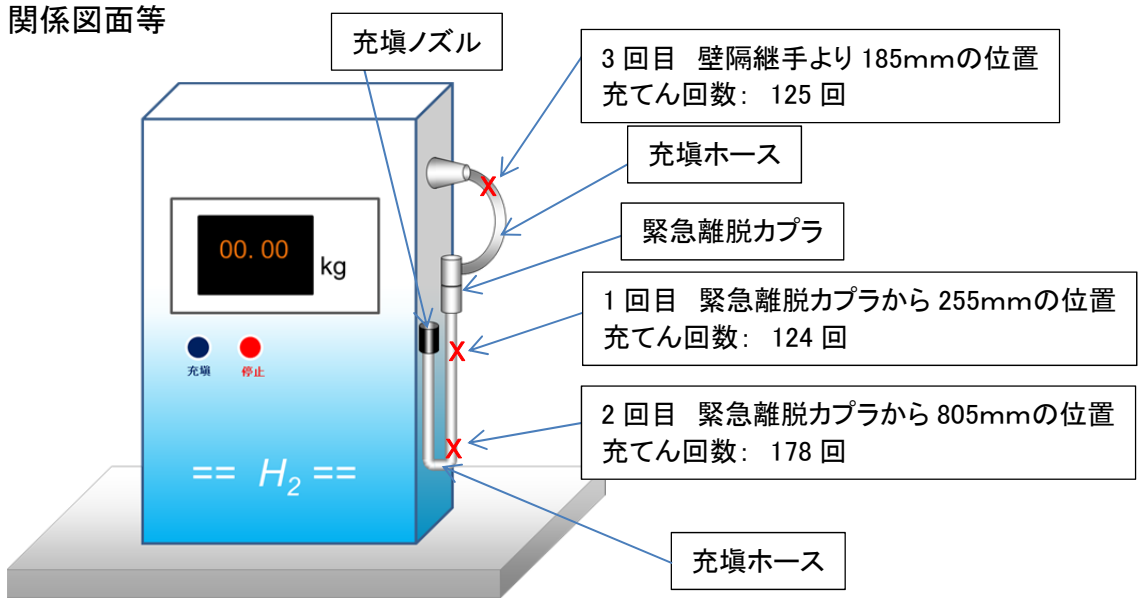 関係図面等
充塡ノズル
3 回目　壁隔継手より 185mmの位置
充てん回数：　125 回
充塡ホース
緊急離脱カプラ
00.00
kg
1 回目　緊急離脱カプラから 255mmの位置
充てん回数：　124 回
充塡
停止
2 回目　緊急離脱カプラから 805mmの位置
充てん回数：　178 回
== H2 ==
充塡ホース
X
X
X